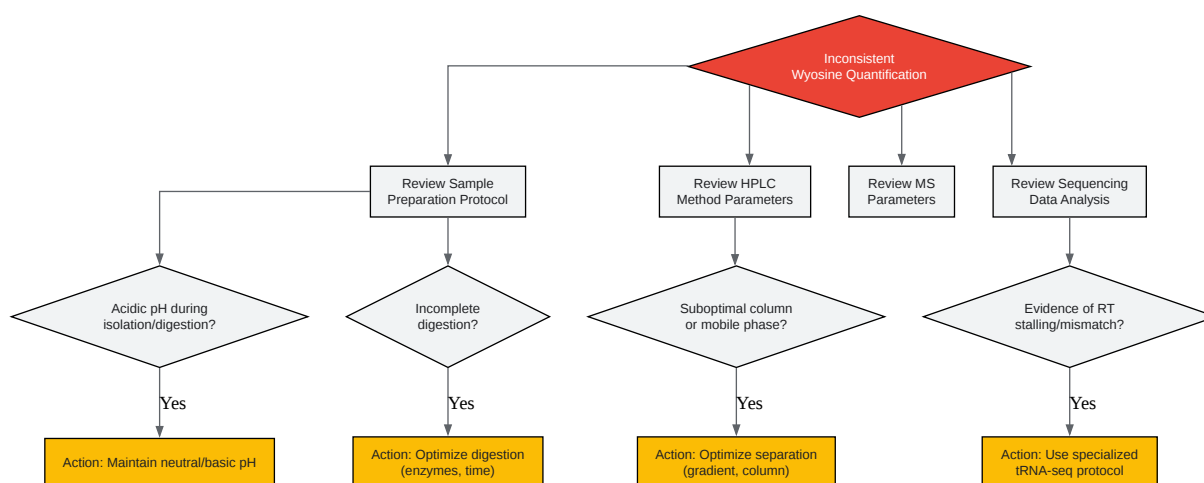 Inconsistent
Wyosine Quantification
Review Sample
Preparation Protocol
Review HPLC
Method Parameters
Review MS
Parameters
Review Sequencing
Data Analysis
Acidic pH during
isolation/digestion?
Incomplete
digestion?
Suboptimal column
or mobile phase?
Evidence of RT
stalling/mismatch?
Yes
Yes
Yes
Yes
Action: Maintain neutral/basic pH
Action: Optimize digestion
(enzymes, time)
Action: Optimize separation
(gradient, column)
Action: Use specialized
tRNA-seq protocol